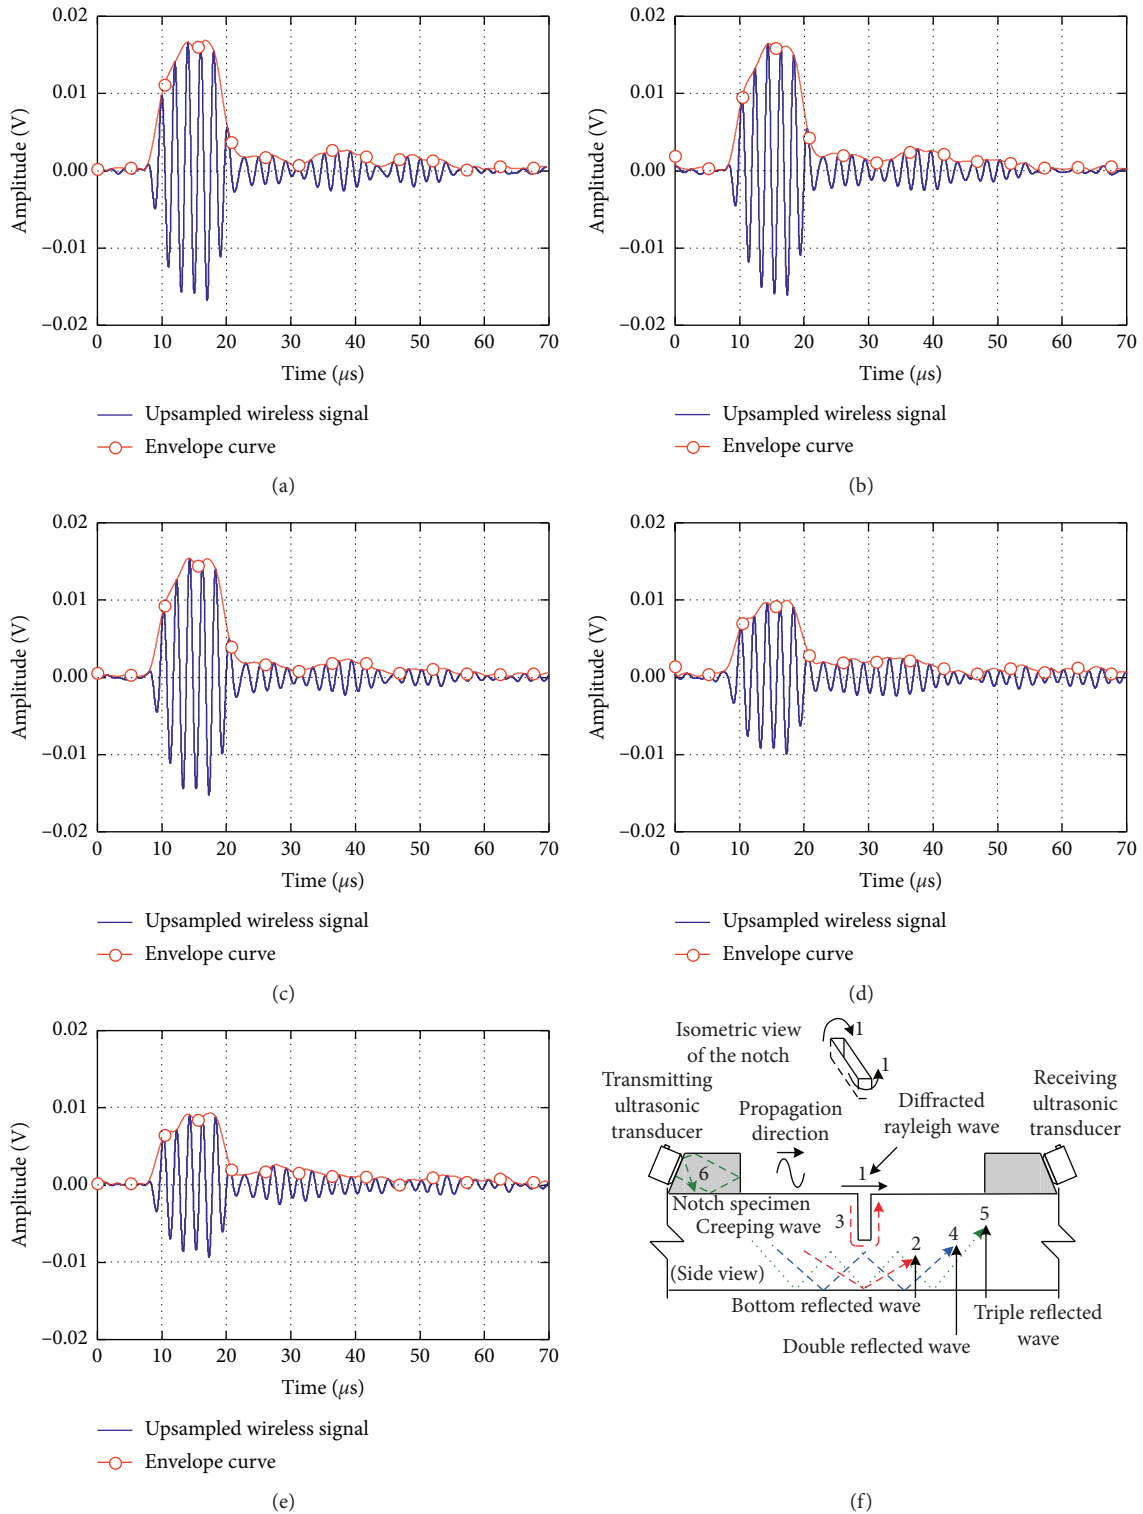 0.02
0.01
0.00
–0.01
–0.02
Amplitude (V)
0 10 20 30 40 50 60 70
Time (μs)
Upsampled wireless signal
Envelope curve
(a)
0.02
0.01
0.00
–0.01
–0.02
Amplitude (V)
0 10 20 30 40 50 60 70
Time (μs)
Upsampled wireless signal
Envelope curve
(b)
0.02
0.01
0.00
–0.01
–0.02
Amplitude (V)
0 10 20 30 40 50 60 70
Time (μs)
Upsampled wireless signal
Envelope curve
(c)
0.02
0.01
0.00
–0.01
–0.02
Amplitude (V)
0 10 20 30 40 50 60 70
Time (μs)
Upsampled wireless signal
Envelope curve
(d)
0.02
0.01
0.00
–0.01
–0.02
Amplitude (V)
0 10 20 30 40 50 60 70
Time (μs)
Upsampled wireless signal
Envelope curve
(e)
Isometric view
of the notch
1
1
Transmitting
ultrasonic
transducer
Propagation
direction
Diffracted
rayleigh wave
Receiving
ultrasonic
transducer
6
1
Notch specimen
Creeping wave
3
2
4
5
(Side view)
Bottom reflected wave
Double reflected wave
Triple reflected
wave
(f)